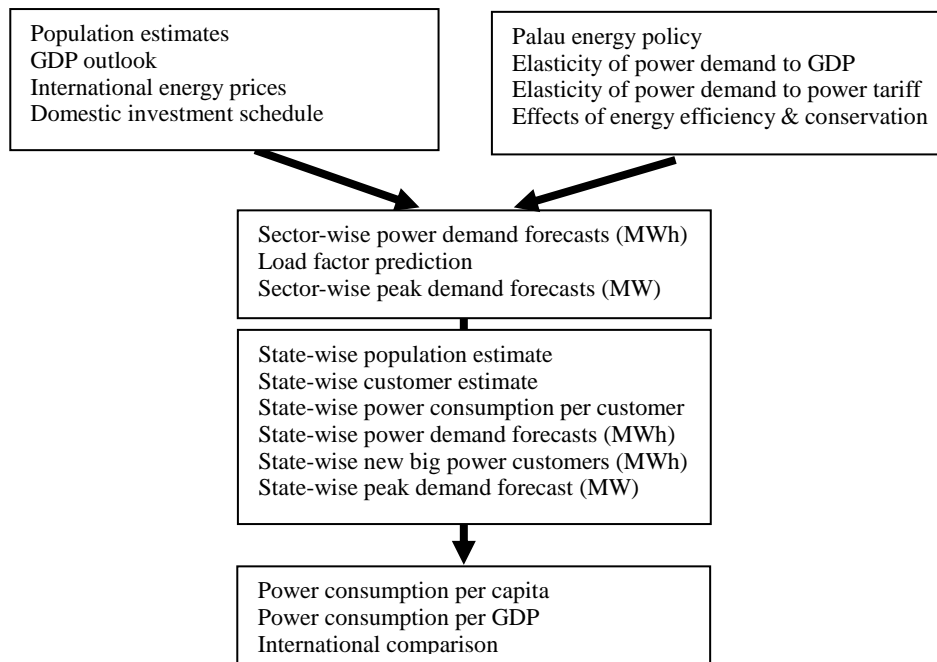 Population estimates
GDP outlook
International energy prices
Domestic investment schedule
Palau energy policy
Elasticity of power demand to GDP
Elasticity of power demand to power tariff
Effects of energy efficiency & conservation
Sector-wise power demand forecasts (MWh)
Load factor prediction
Sector-wise peak demand forecasts (MW)
State-wise population estimate
State-wise customer estimate
State-wise power consumption per customer
State-wise power demand forecasts (MWh)
State-wise new big power customers (MWh)
State-wise peak demand forecast (MW)
Power consumption per capita
Power consumption per GDP
International comparison